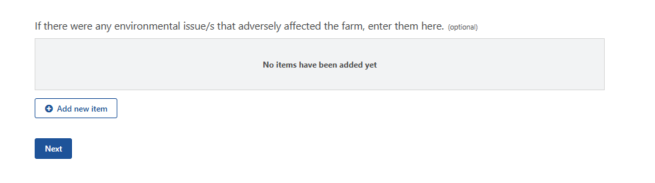 If there were any environmental issue/s that adversely affected the farm, enter them here. (optional)
No items have been added yet
Add new item
Next